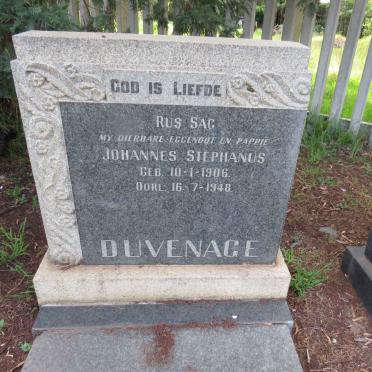 GOD IS LIEFDE
RUS SAG
MY DIERBARE EGGENOOT EN PAPPIE
JOHANNES STEPHANUS
GEB. 10-1-1906
OORL. 16-7-1948
DUVENAGE